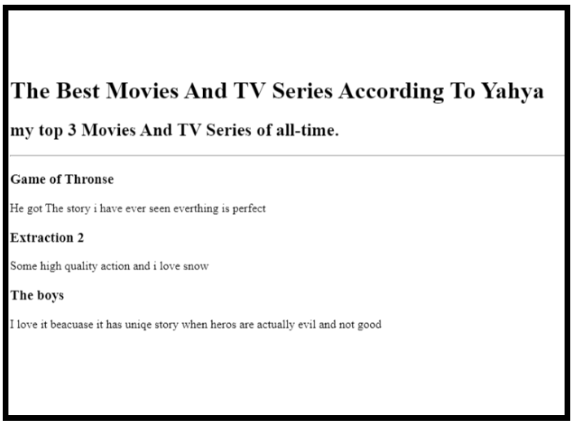 The Best Movies And TV Series According To Yahya
my top 3 Movies And TV Series of all-time.
Game of Thronse
He got The story i have ever seen everthing is perfect
Extraction 2
Some high quality action and i love snow
The boys
I love it beacuase it has uniqe story when heros are actually evil and not good